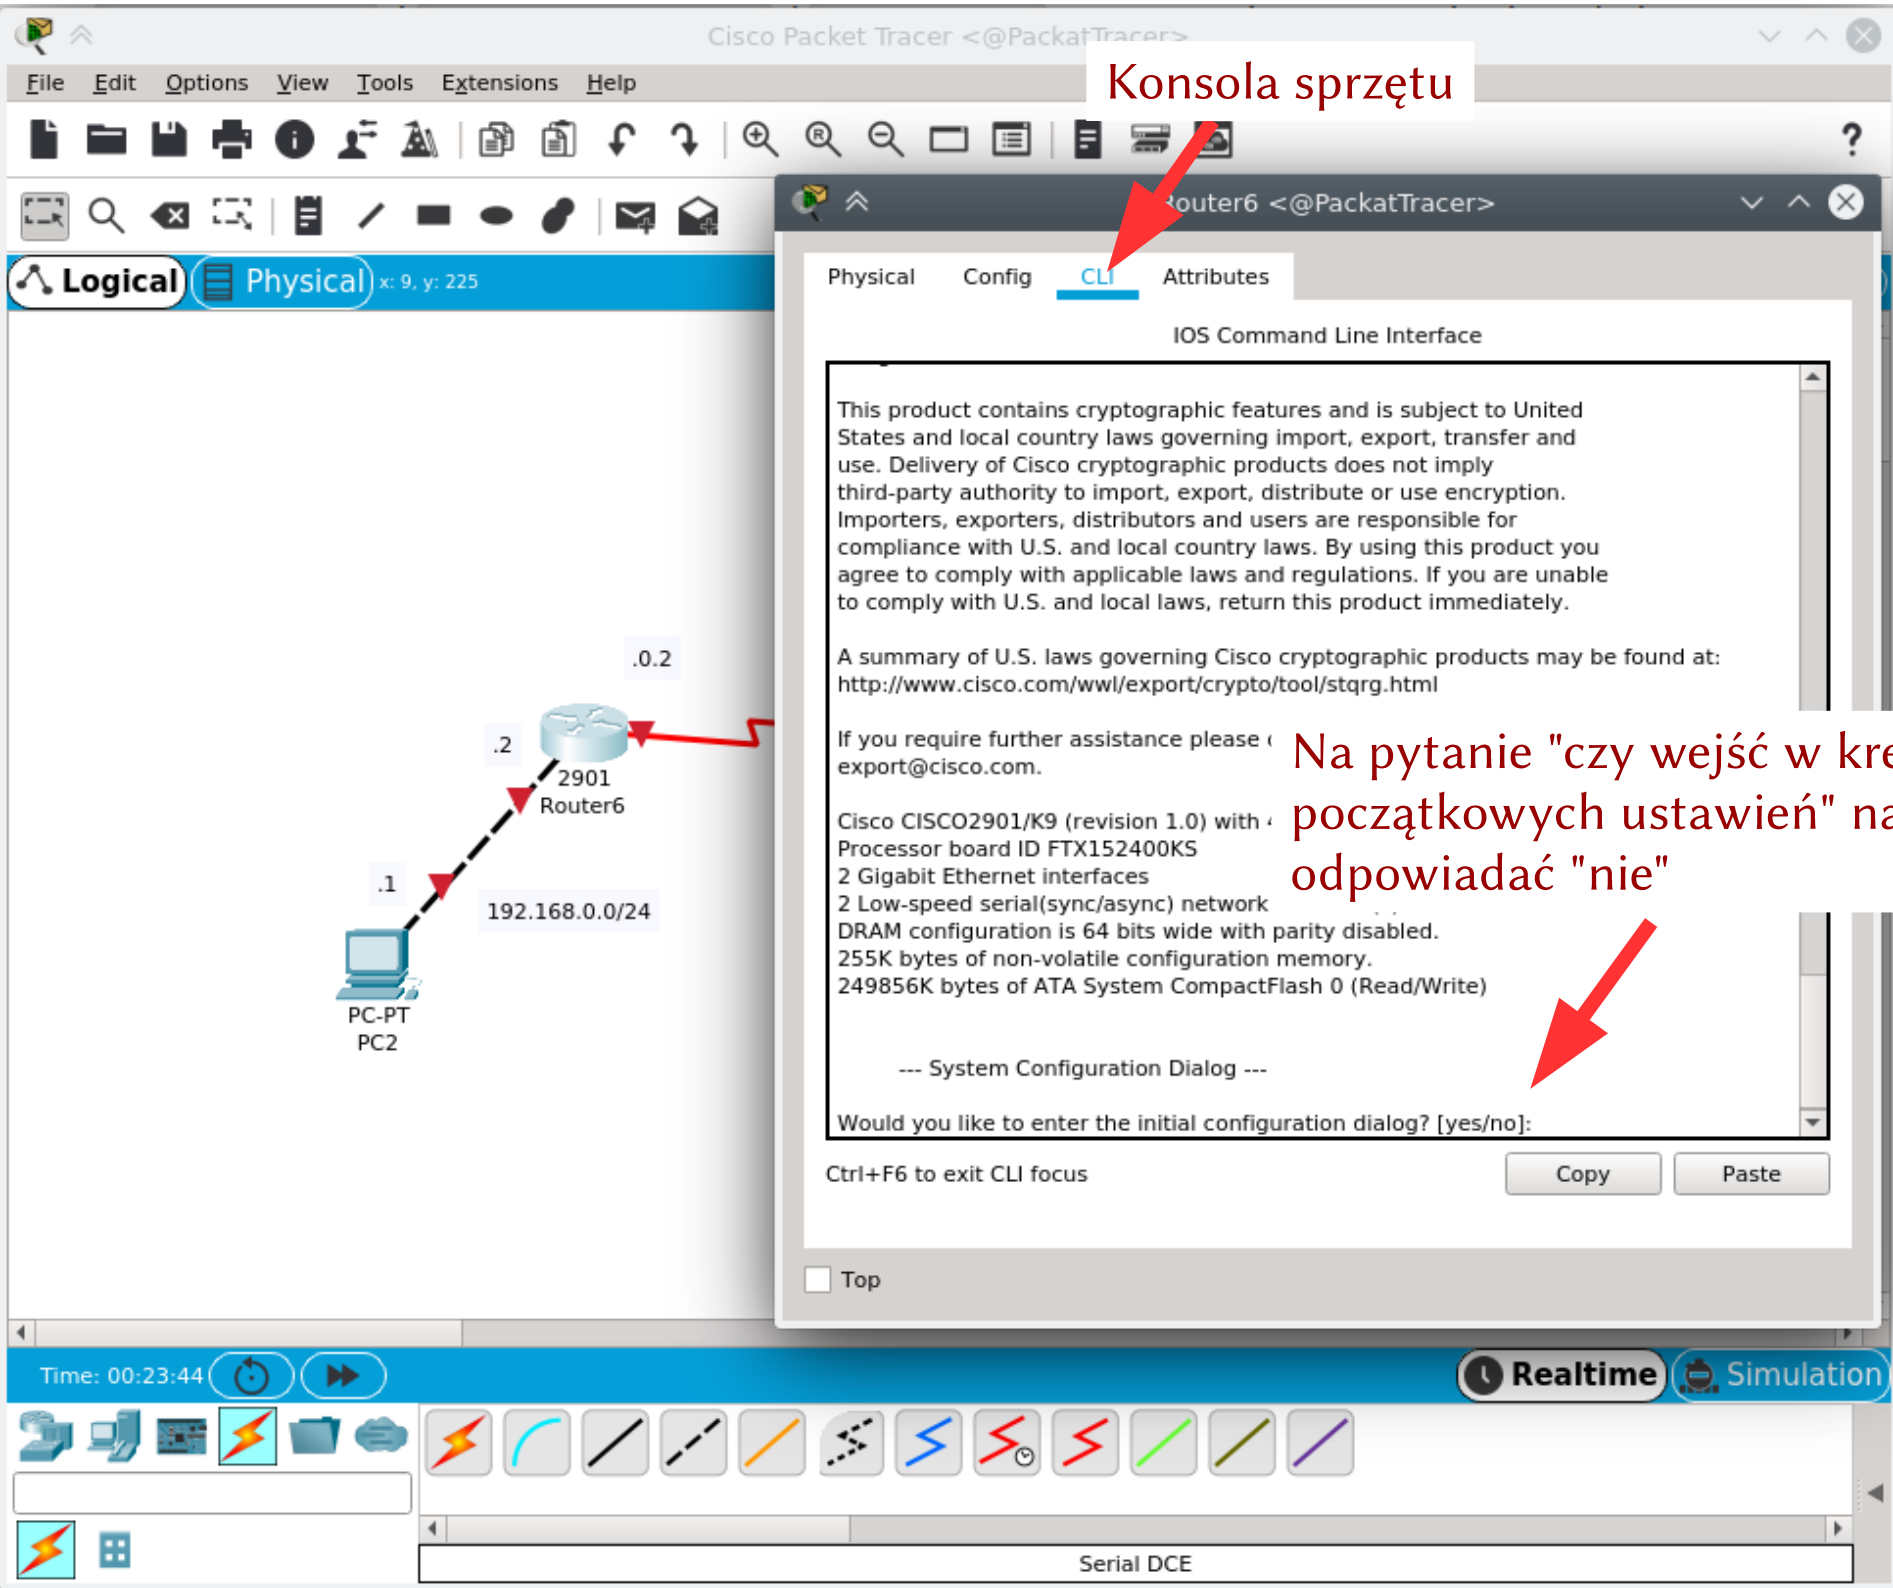 Cisco Packet Tracer <@PackatTracer>
File Edit Options View Tools Extensions Help
Konsola sprzętu
?
Router6 <@PackatTracer>
Logical Physical x: 9, y: 225
Physical Config CLI Attributes
IOS Command Line Interface
This product contains cryptographic features and is subject to United
States and local country laws governing import, export, transfer and
use. Delivery of Cisco cryptographic products does not imply
third-party authority to import, export, distribute or use encryption.
Importers, exporters, distributors and users are responsible for
compliance with U.S. and local country laws. By using this product you
agree to comply with applicable laws and regulations. If you are unable
to comply with U.S. and local laws, return this product immediately.
A summary of U.S. laws governing Cisco cryptographic products may be found at:
http://www.cisco.com/wwl/export/crypto/tool/stqrg.html
If you require further assistance please
export@cisco.com.
Cisco CISCO2901/K9 (revision 1.0) with
Processor board ID FTX152400KS
2 Gigabit Ethernet interfaces
2 Low-speed serial(sync/async) network
DRAM configuration is 64 bits wide with parity disabled.
255K bytes of non-volatile configuration memory.
249856K bytes of ATA System CompactFlash 0 (Read/Write)
--- System Configuration Dialog ---
Would you like to enter the initial configuration dialog? [yes/no]:
Na pytanie "czy wejść w kre
początkowych ustawień" na
odpowiadać "nie"
Ctrl+F6 to exit CLI focus
Copy Paste
Top
.0.2
.2
2901
Router6
.1
192.168.0.0/24
PC-PT
PC2
Time: 00:23:44
Realtime Simulation
Serial DCE